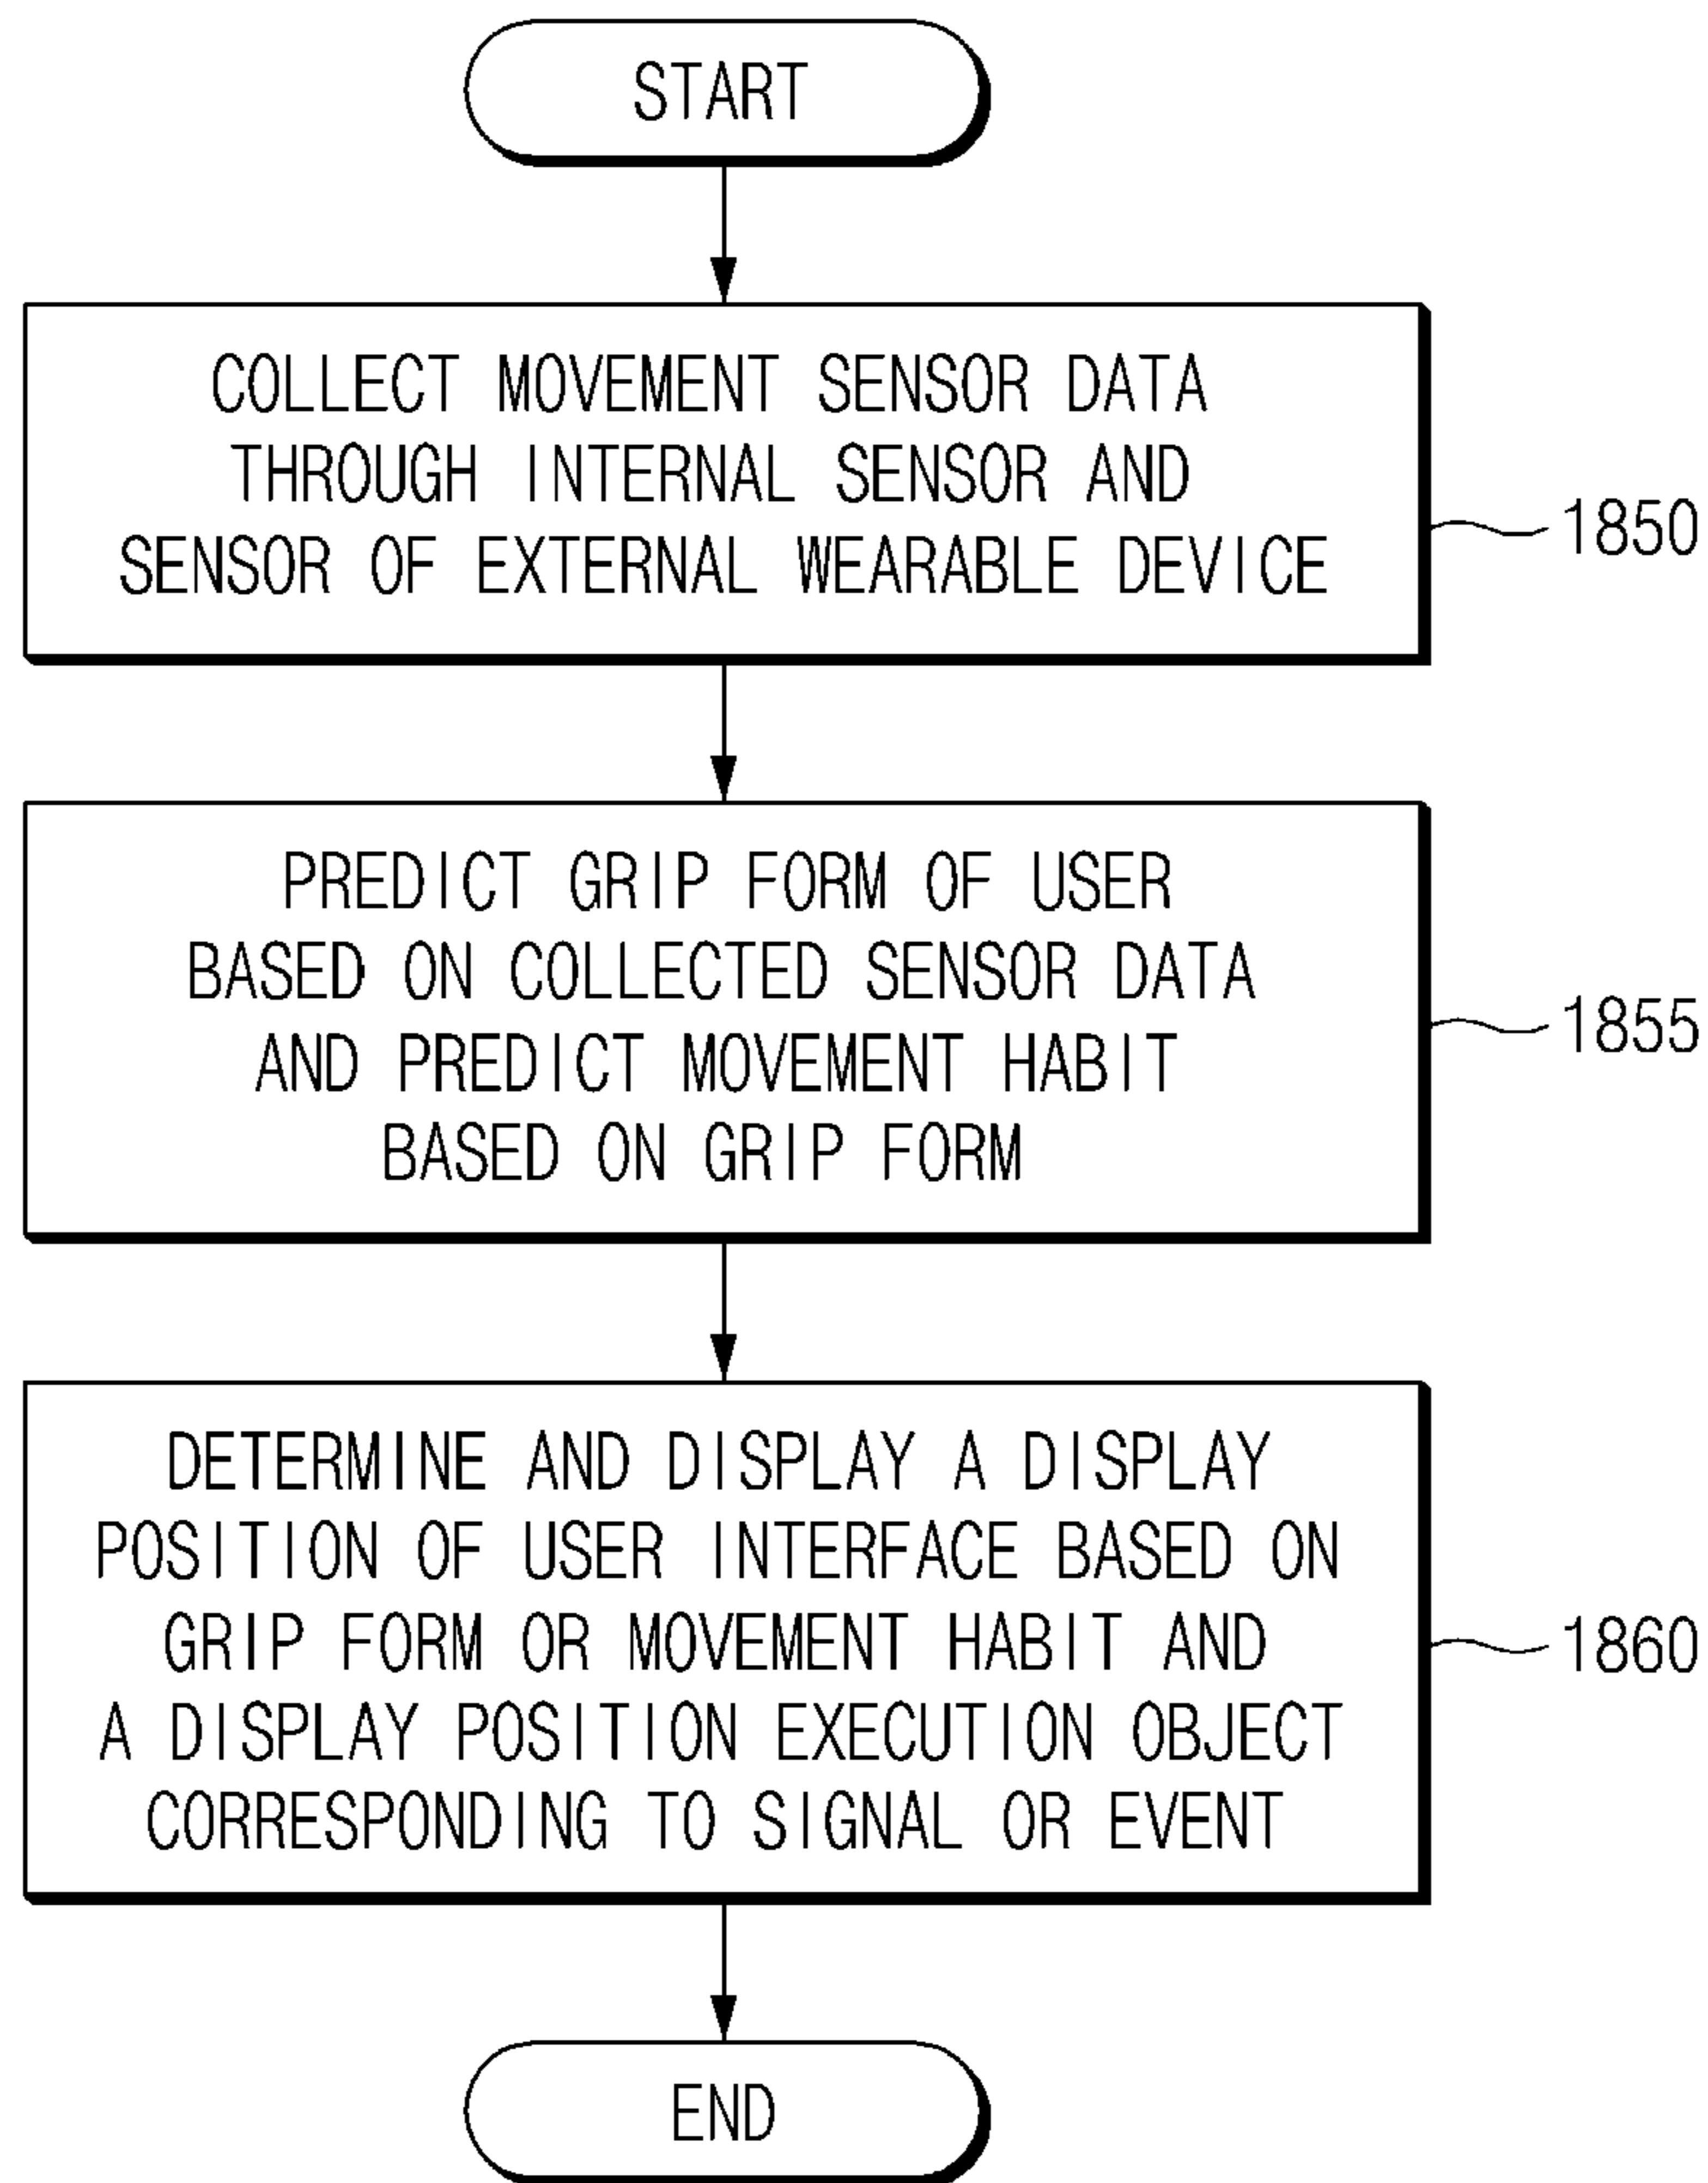 START
COLLECT MOVEMENT SENSOR DATA
THROUGH INTERNAL SENSOR AND
SENSOR OF EXTERNAL WEARABLE DEVICE
1850
PREDICT GRIP FORM OF USER
BASED ON COLLECTED SENSOR DATA
AND PREDICT MOVEMENT HABIT
BASED ON GRIP FORM
1855
DETERMINE AND DISPLAY A DISPLAY
POSITION OF USER INTERFACE BASED ON
GRIP FORM OR MOVEMENT HABIT AND
A DISPLAY POSITION EXECUTION OBJECT
CORRESPONDING TO SIGNAL OR EVENT
1860
END